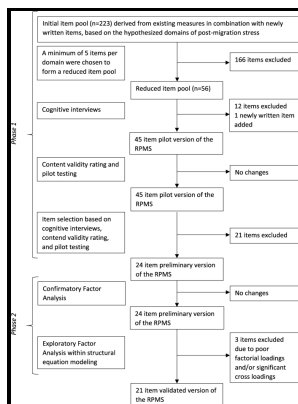 Initial item pool (n=223) derived from existing measures in combination with newly
written items, based on the hypothesized domains of post-migration stress
A minimum of 5 items per
domain were chosen to
form a reduced item pool
166 items excluded
Reduced item pool (n=56)
Cognitive interviews
12 items excluded
1 newly written item
added
45 item pilot version of the
RPMS
Content validity rating and
pilot testing
No changes
45 item pilot version of
the RPMS
Item selection based on
cognitive interviews,
contend validity rating,
and pilot testing
21 items excluded
24 item preliminary version
of the RPMS
Phase 1
Confirmatory Factor
Analysis
No changes
24 item preliminary version
of the RPMS
Exploratory Factor
Analysis within structural
equation modeling
3 items excluded
due to poor
factorial loadings
and/or significant
cross loadings
21 item validated version of
the RPMS
Phase 2